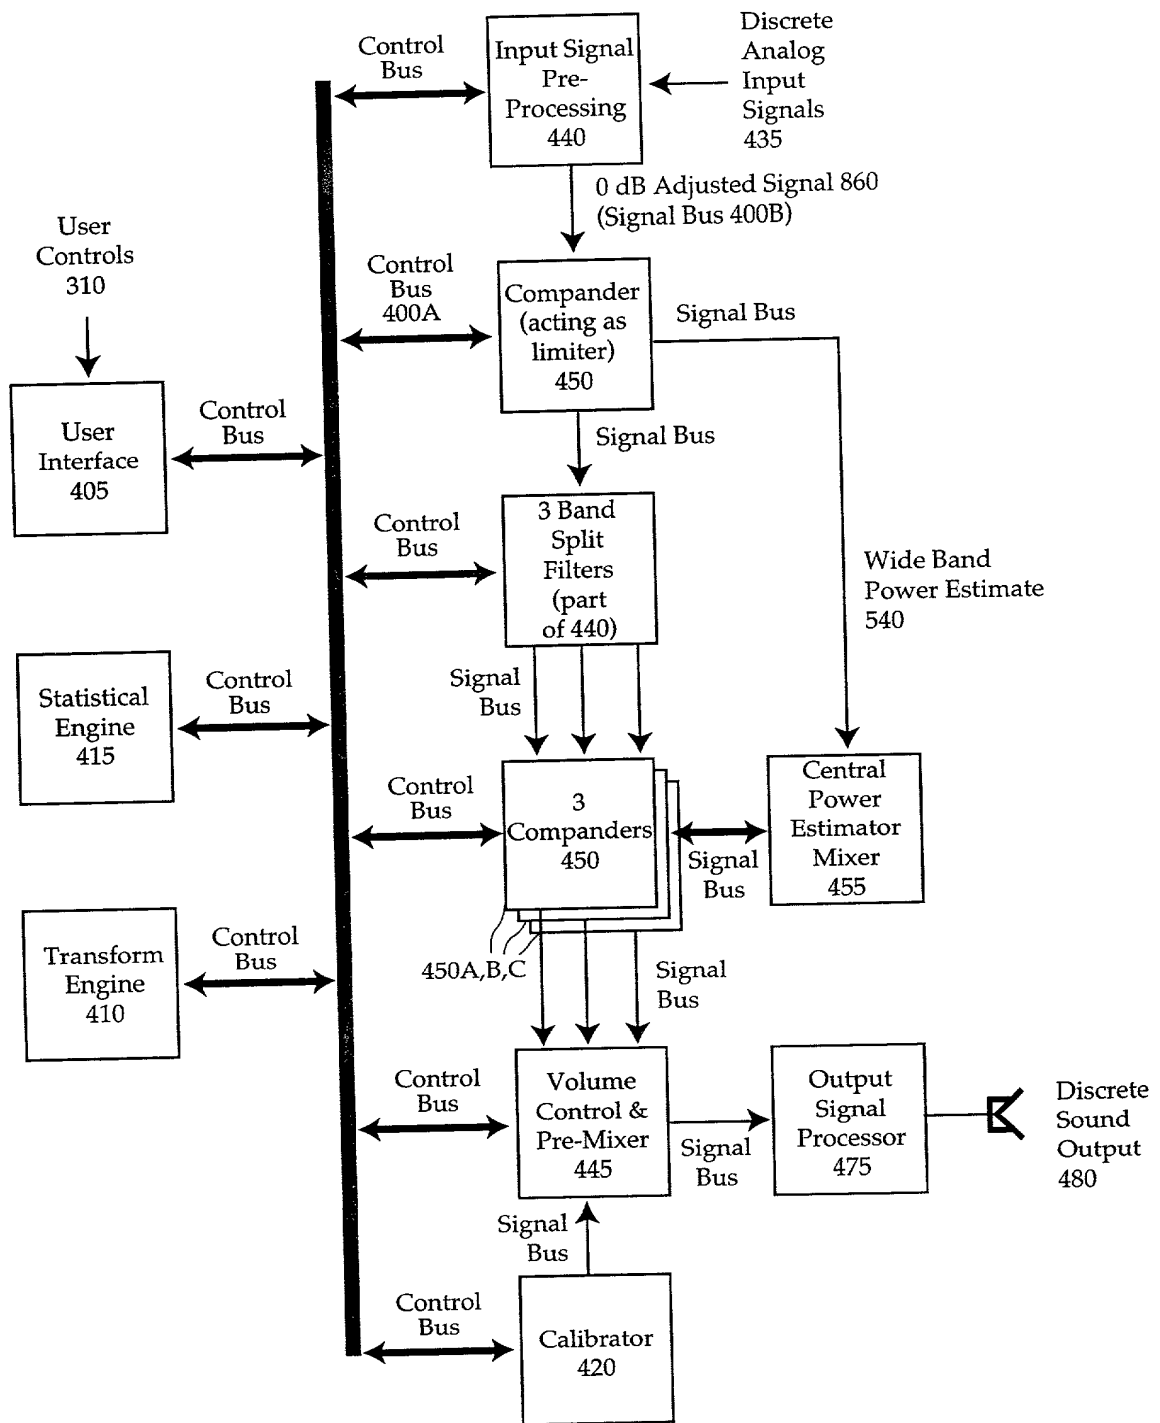 Control
Bus
Input Signal
Pre-
Processing
440
Discrete
Analog
Input
Signals
435
0 dB Adjusted Signal 860
(Signal Bus 400B)
User
Controls
310
Control
Bus
400A
Compander
(acting as
limiter)
450
Signal Bus
User
Interface
405
Control
Bus
Signal Bus
Control
Bus
3 Band
Split
Filters
(part
of 440)
Wide Band
Power Estimate
540
Statistical
Engine
415
Control
Bus
Signal
Bus
Control
Bus
3
Companders
450
Signal
Bus
Central
Power
Estimator
Mixer
455
Transform
Engine
410
Control
Bus
450A,B,C
Signal
Bus
Control
Bus
Volume
Control &
Pre-Mixer
445
Signal
Bus
Output
Signal
Processor
475
Discrete
Sound
Output
480
Signal
Bus
Control
Bus
Calibrator
420